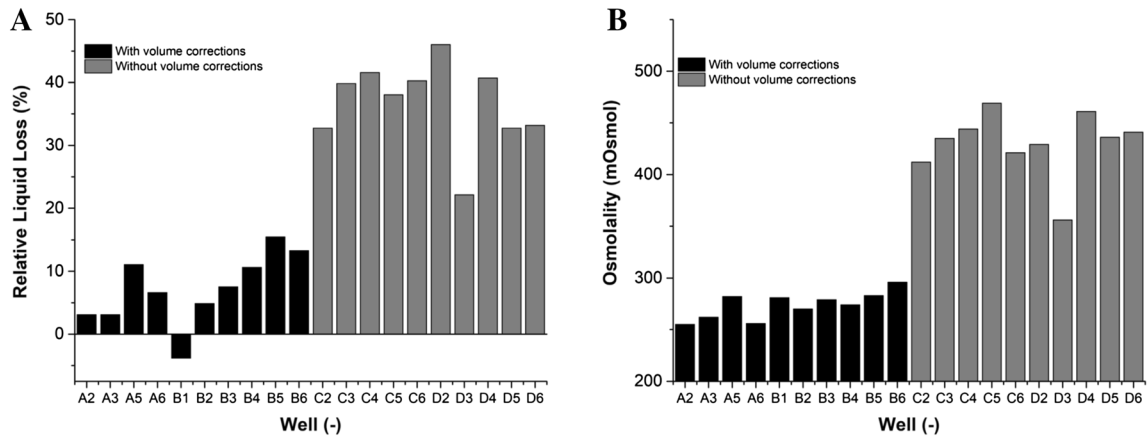 A
50
40
30
20
10
0
Relative Liquid Loss (%)
With volume corrections
Without volume corrections
A2 A3 A5 A6 B1 B2 B3 B4 B5 B6 C2 C3 C4 C5 C6 D2 D3 D4 D5 D6
Well (-)
B
500
400
300
200
Osmolality (mOsmol)
With volume corrections
Without volume corrections
A2 A3 A5 A6 B1 B2 B3 B4 B5 B6 C2 C3 C4 C5 C6 D2 D3 D4 D5 D6
Well (-)